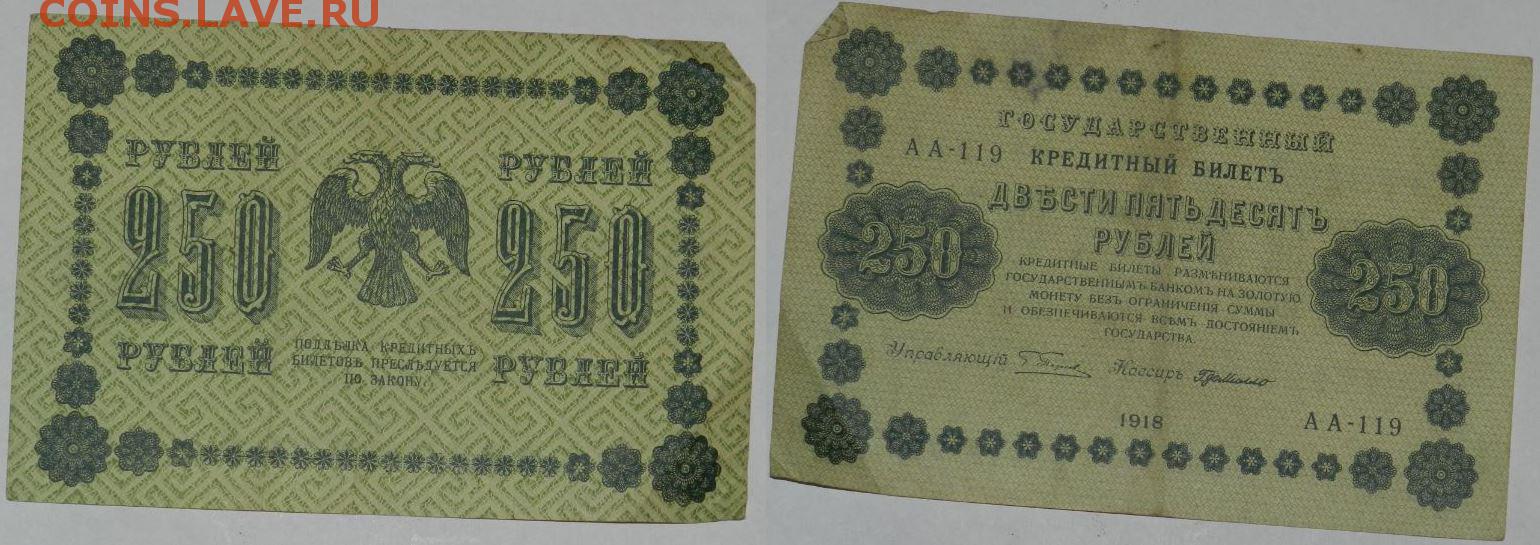 COINS.LAVE.RU
РУБЛЕЙ
250
РУБЛЕЙ
РУБЛЕЙ
250
РУБЛЕЙ
ПОДДѢЛКА КРЕДИТНЫХЪ
БИЛЕТОВЪ ПРЕСЛѢДУЕТСЯ
ПО ЗАКОНУ.
ГОСУДАРСТВЕННЫЙ
АА-119 КРЕДИТНЫЙ БИЛЕТЪ
ДВѢСТИ ПЯТЬДЕСЯТЪ
РУБЛЕЙ
250
КРЕДИТНЫЕ БИЛЕТЫ РАЗМѢНИВАЮТСЯ
ГОСУДАРСТВЕННЫМЪ БАНКОМЪ НА ЗОЛОТУЮ
МОНЕТУ БЕЗЪ ОГРАНИЧЕНІЯ СУММЫ
И ОБЕЗПЕЧИВАЮТСЯ ВСѢМЪ ДОСТОЯНІЕМЪ
ГОСУДАРСТВА.
250
Управляющій Кассиръ
1918
АА-119